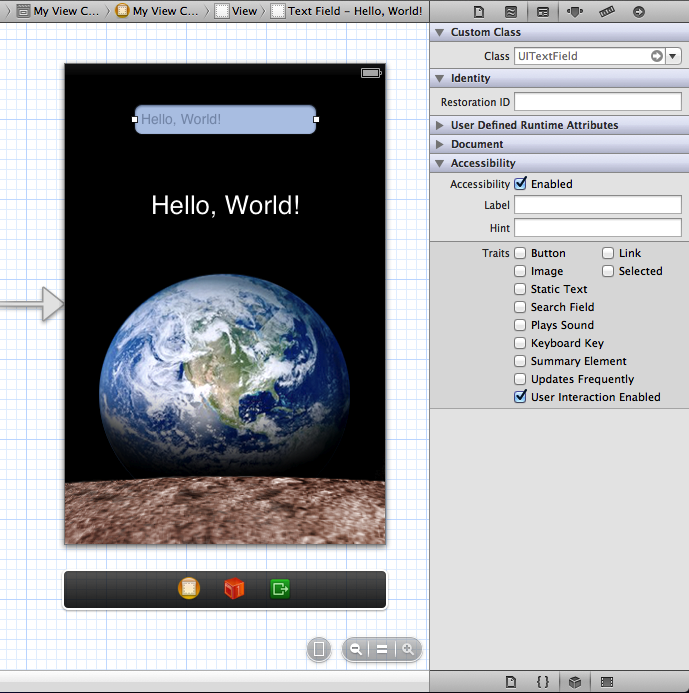 My View C... My View C... View Text Field – Hello, World!
Hello, World!
Hello, World!
Custom Class
Class UITextField
Identity
Restoration ID
User Defined Runtime Attributes
Document
Accessibility
Accessibility Enabled
Label
Hint
Traits Button Link
Image Selected
Static Text
Search Field
Plays Sound
Keyboard Key
Summary Element
Updates Frequently
User Interaction Enabled
{ }